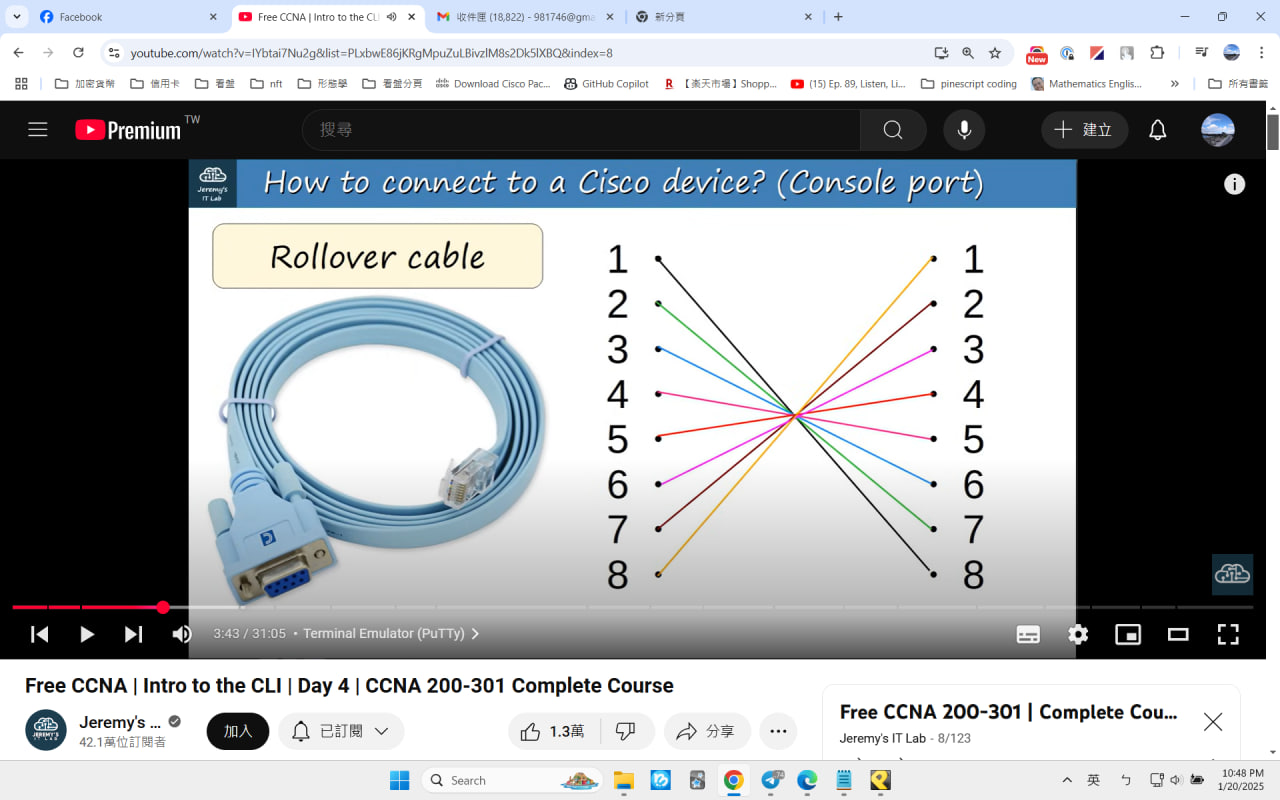 Facebook
Free CCNA | Intro to the CLI
收件匣 (18,822) - 981746@gma
新分頁
youtube.com/watch?v=IYbtai7Nu2g&list=PLxbwE86jKRgMpuZuLBivzlM8s2Dk5lXBQ&index=8
New
加密貨幣
信用卡
看盤
nft
形態學
看盤分頁
Download Cisco Pac...
GitHub Copilot
【楽天市場】Shopp...
(15) Ep. 89, Listen, Li...
pinescript coding
Mathematics Englis...
所有書籤
Premium TW
搜尋
建立
Jeremy's IT Lab
How to connect to a Cisco device? (Console port)
Rollover cable
1 1
2 2
3 3
4 4
5 5
6 6
7 7
8 8
3:43 / 31:05 • Terminal Emulator (PuTTy)
Free CCNA | Intro to the CLI | Day 4 | CCNA 200-301 Complete Course
JEREMY'S IT LAB
Jeremy's ...
42.1萬位訂閱者
加入
已訂閱
1.3萬
分享
Free CCNA 200-301 | Complete Cou...
Jeremy's IT Lab - 8/123
Search
74
英
ㄅ
10:48 PM
1/20/2025